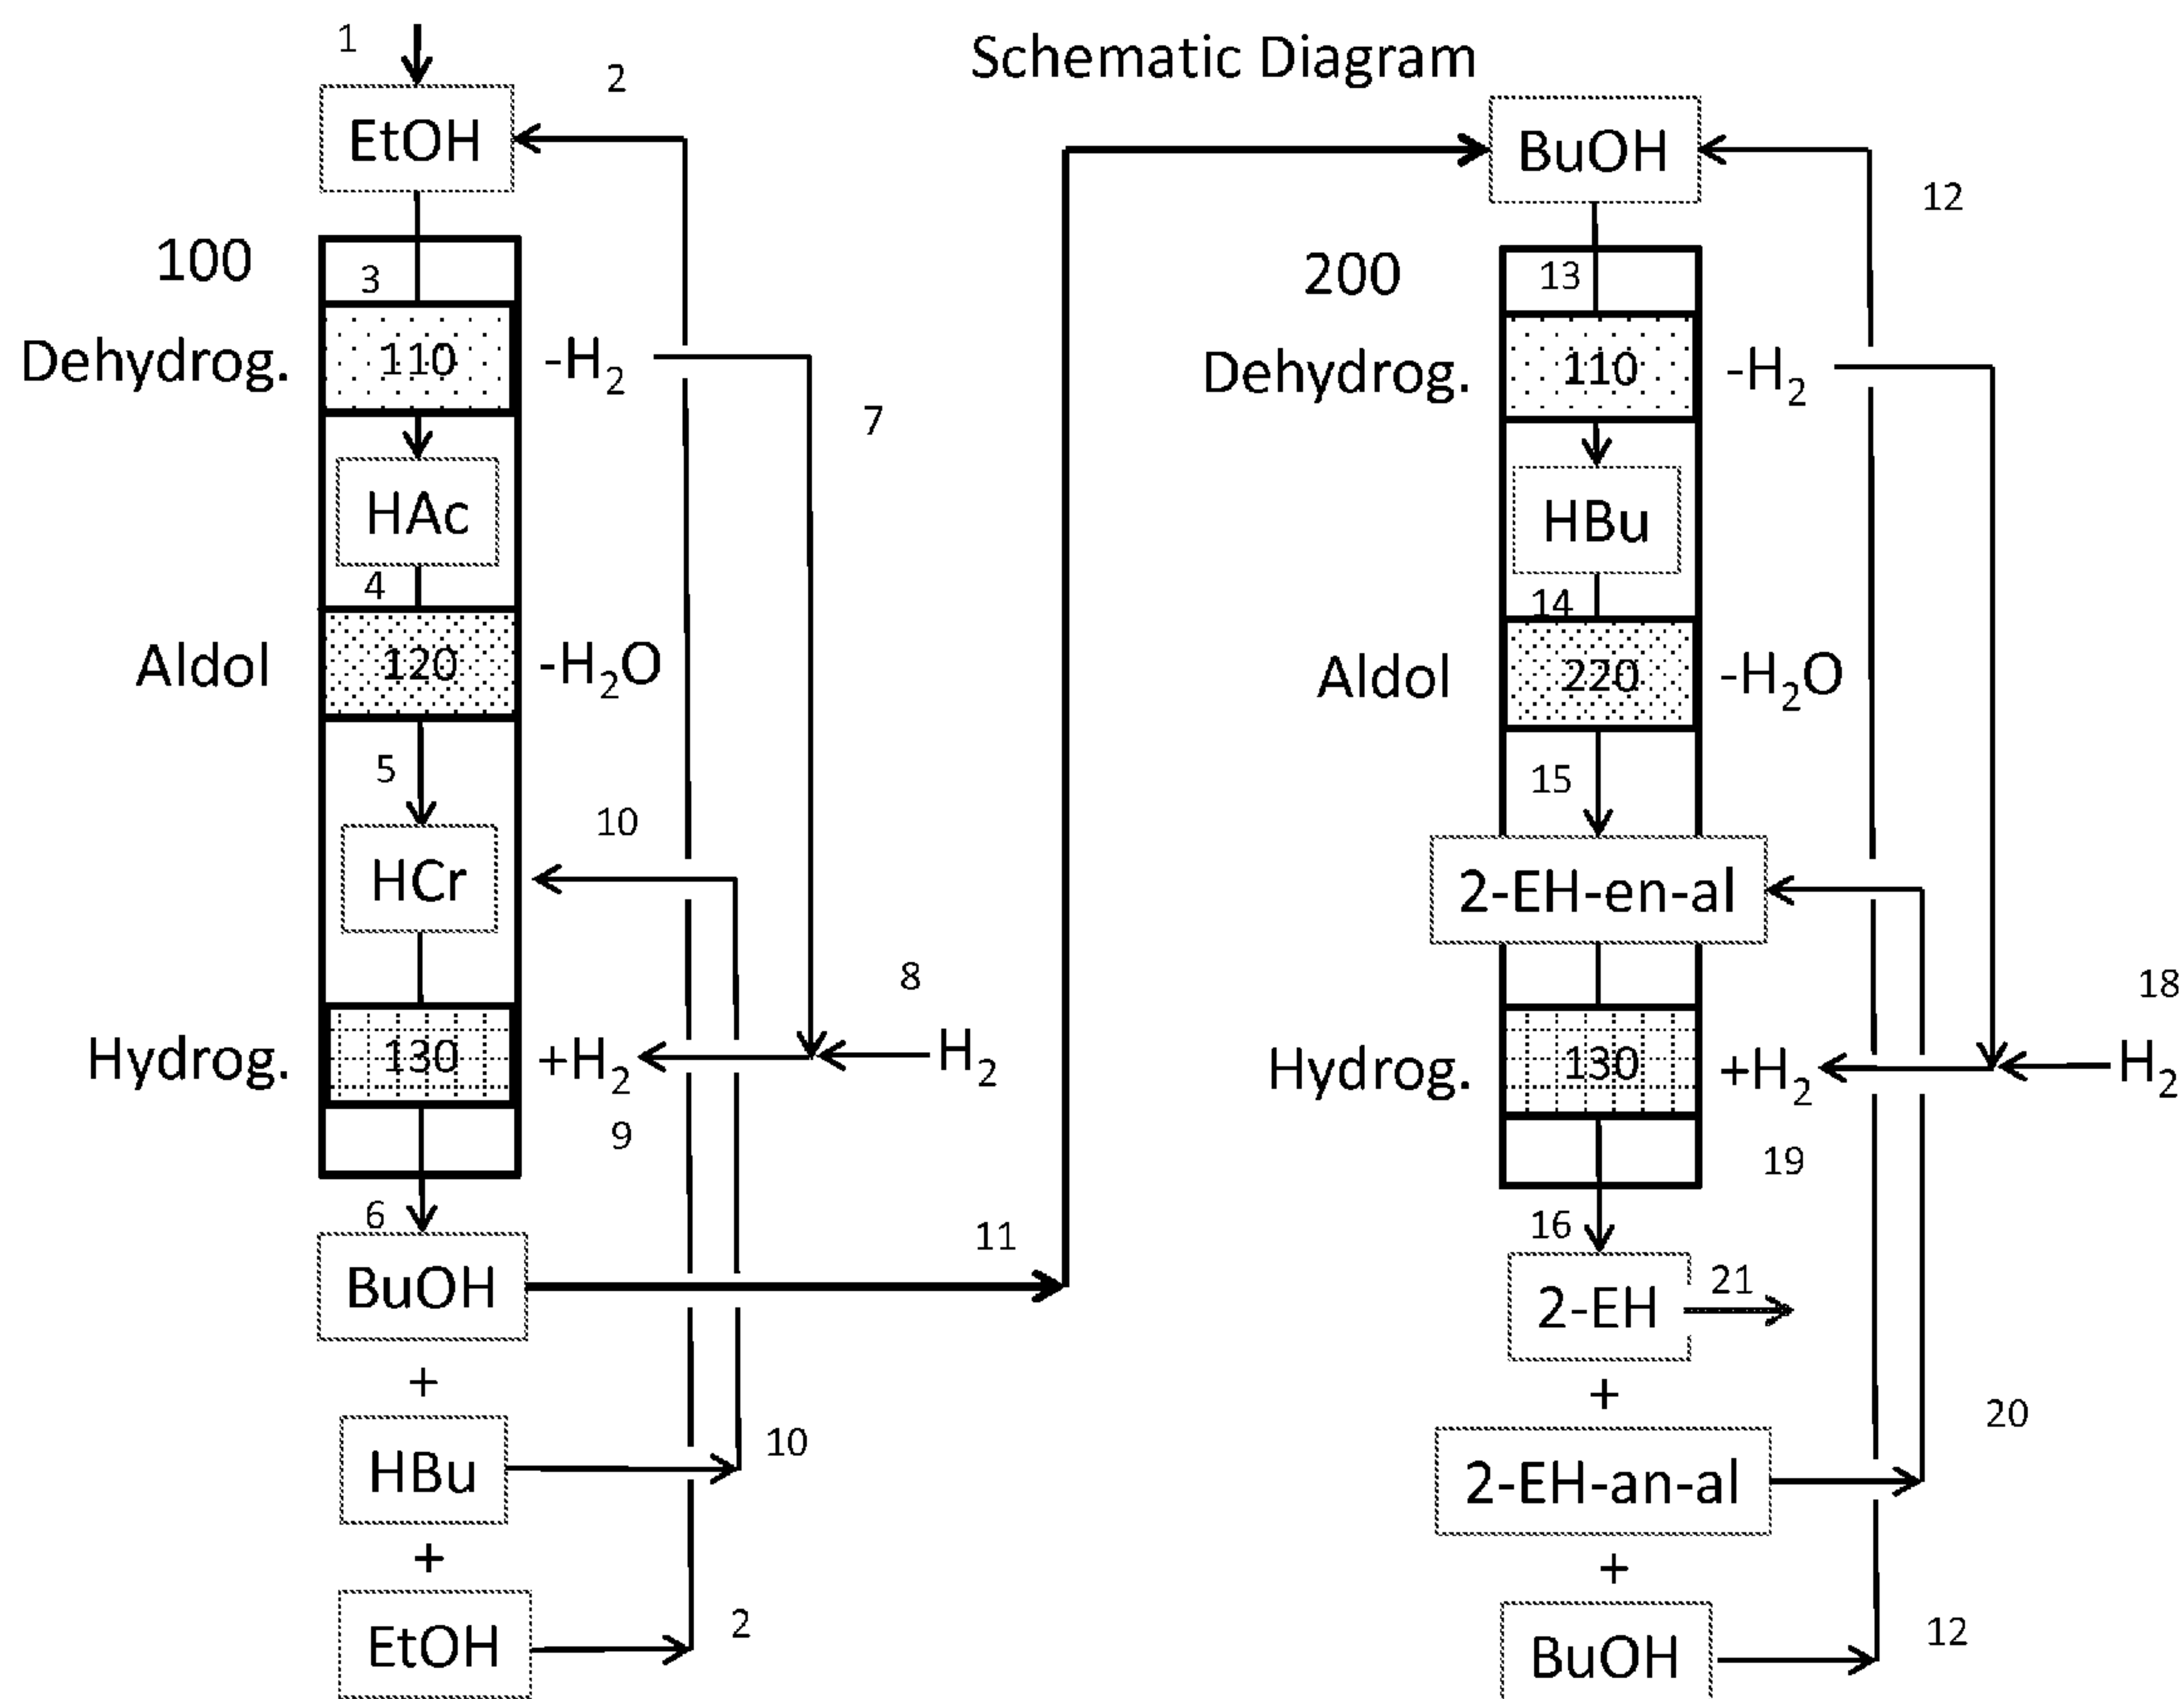 Schematic Diagram
1
2
EtOH
100
3
Dehydrog.
110
-H2
7
HAc
4
Aldol
120
-H2O
5
10
HCr
8
Hydrog.
130
+H2
H2
9
6
BuOH
11
+
HBu
10
+
EtOH
2
BuOH
12
200
13
Dehydrog.
110
-H2
HBu
14
Aldol
220
-H2O
15
2-EH-en-al
18
Hydrog.
130
+H2
H2
19
16
2-EH
21
+
20
2-EH-an-al
+
BuOH
12